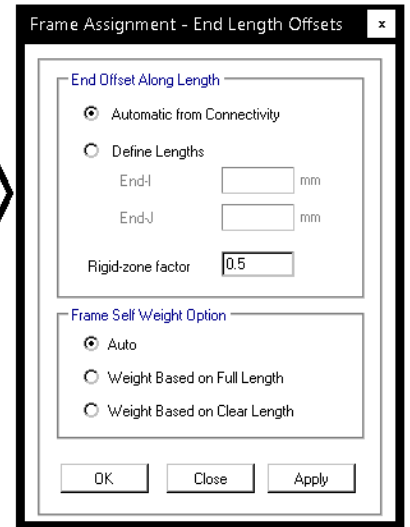 Frame Assignment - End Length Offsets x
End Offset Along Length
Automatic from Connectivity
Define Lengths
End-I mm
End-J mm
Rigid-zone factor 0.5
Frame Self Weight Option
Auto
Weight Based on Full Length
Weight Based on Clear Length
OK Close Apply